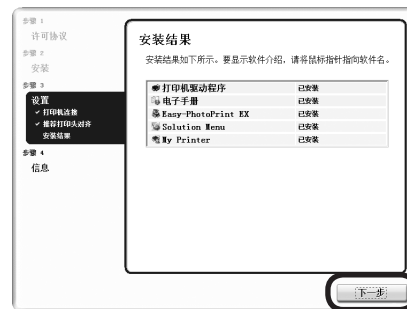 步骤 1
许可协议
步骤 2
安装
步骤 3
设置
✓ 打印机连接
✓ 推荐打印头对齐
安装结果
步骤 4
信息
安装结果
安装结果如下所示。要显示软件介绍，请将鼠标指针指向软件名。
打印机驱动程序 已安装
电子手册 已安装
Easy-PhotoPrint EX 已安装
Solution Menu 已安装
My Printer 已安装
下一步